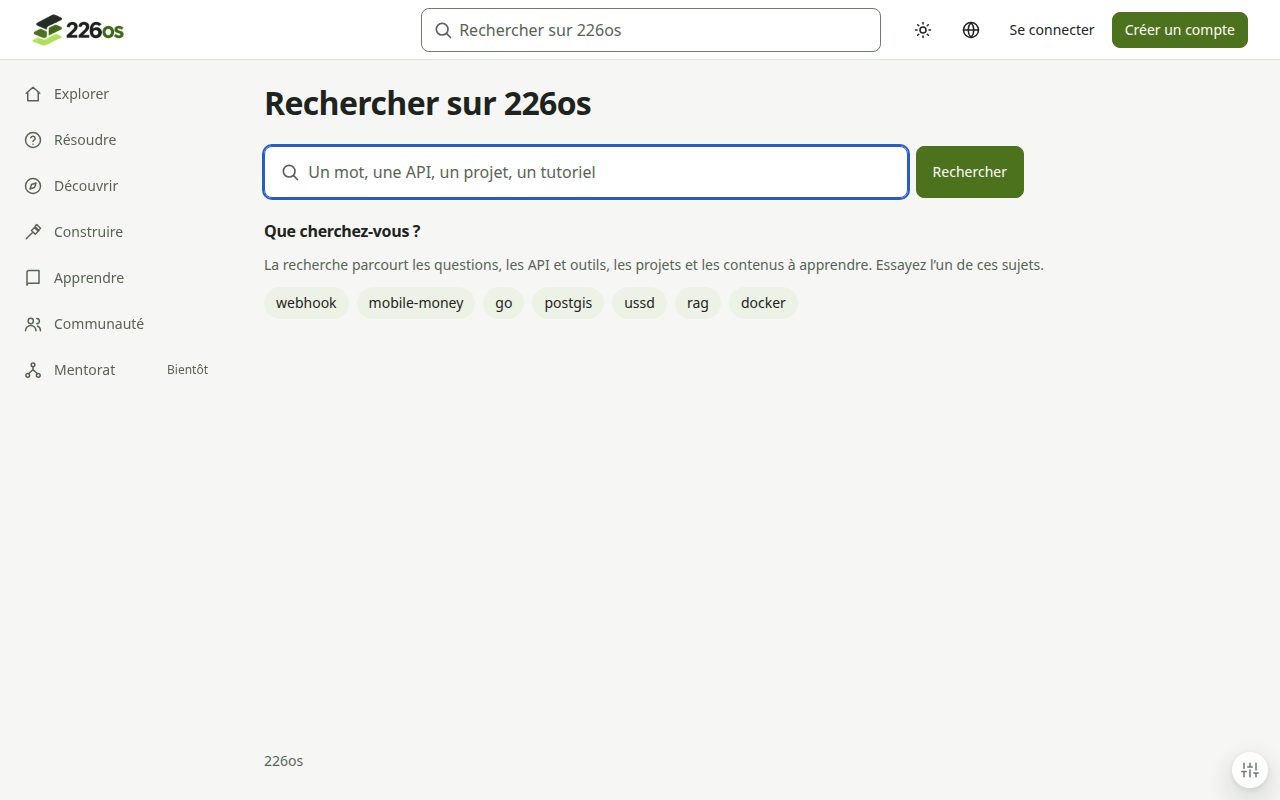 226os
Rechercher sur 226os
Se connecter
Créer un compte
Explorer
Résoudre
Découvrir
Construire
Apprendre
Communauté
Mentorat
Bientôt
Rechercher sur 226os
Un mot, une API, un projet, un tutoriel
Rechercher
Que cherchez-vous ?
La recherche parcourt les questions, les API et outils, les projets et les contenus à apprendre. Essayez l’un de ces sujets.
webhook
mobile-money
go
postgis
ussd
rag
docker
226os